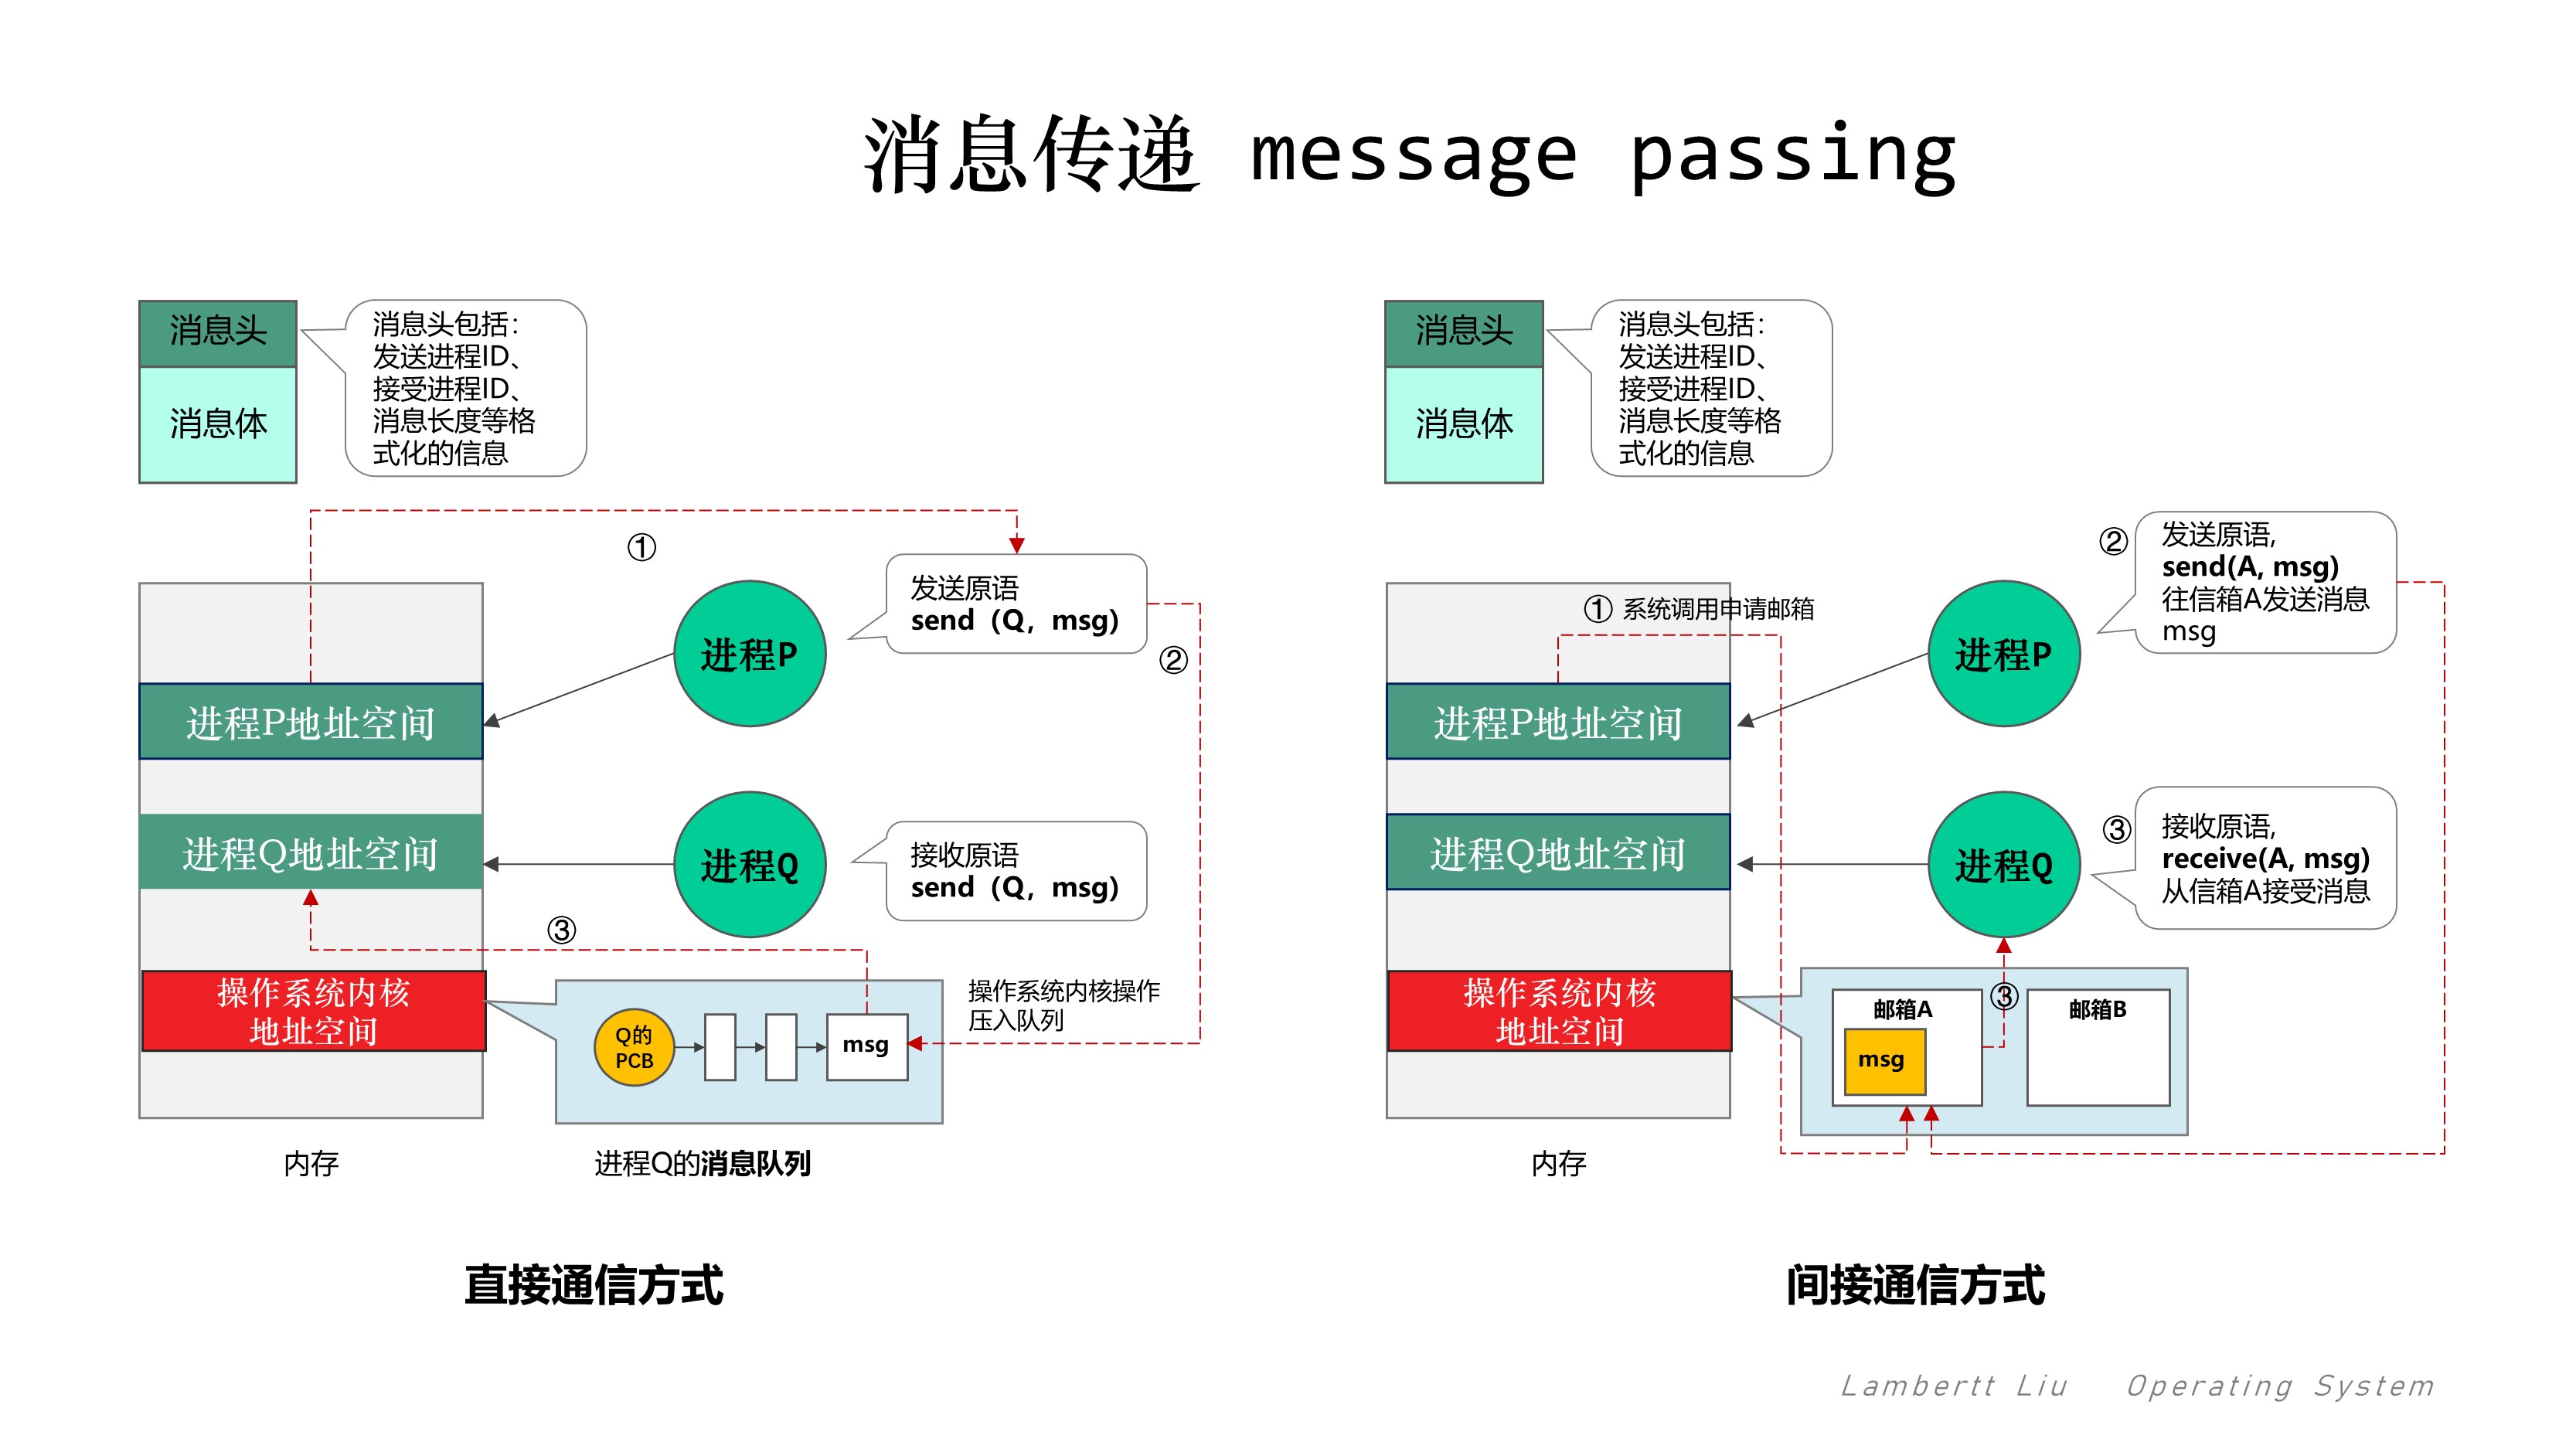 消息传递 message passing
消息头
消息体
消息头包括：
发送进程ID、
接受进程ID、
消息长度等格
式化的信息
①
发送原语
send（Q，msg）
②
进程P
进程P地址空间
进程Q地址空间
进程Q
接收原语
send（Q，msg）
③
操作系统内核
地址空间
Q的
PCB
msg
操作系统内核操作
压入队列
内存
进程Q的消息队列
直接通信方式
消息头
消息体
消息头包括：
发送进程ID、
接受进程ID、
消息长度等格
式化的信息
① 系统调用申请邮箱
②
发送原语,
send(A, msg)
往信箱A发送消息
msg
进程P
进程P地址空间
进程Q地址空间
进程Q
③
接收原语,
receive(A, msg)
从信箱A接受消息
操作系统内核
地址空间
邮箱A
③
邮箱B
msg
内存
间接通信方式
Lambertt Liu Operating System